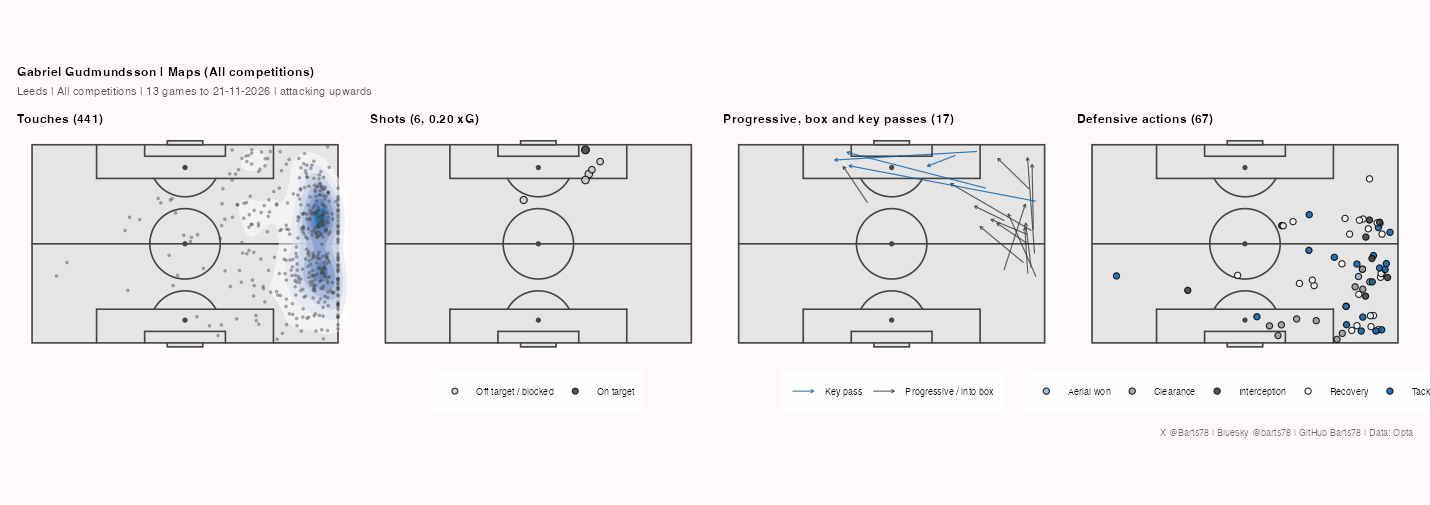 Gabriel Gudmundsson | Maps (All competitions)
Leeds | All competitions | 13 games to 21-11-2026 | attacking upwards
Touches (441)
Shots (6, 0.20 xG)
Progressive, box and key passes (17)
Defensive actions (67)
Off target / blocked
On target
Key pass
Progressive / Into box
Aerial won
Clearance
Interception
Recovery
Tack
X @Barts78 | Bluesky @barts78 | GitHub Barts78 | Data: Opta